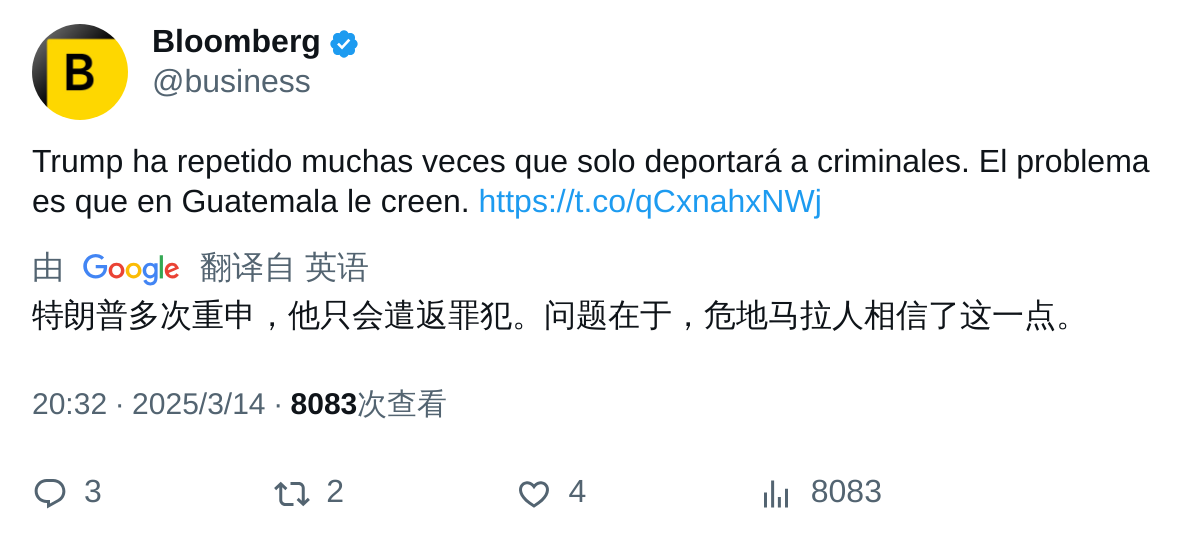 B
Bloomberg
@business
Trump ha repetido muchas veces que solo deportará a criminales. El problema
es que en Guatemala le creen. https://t.co/qCxnahxNWj
由 Google 翻译自 英语
特朗普多次重申，他只会遣返罪犯。问题在于，危地马拉人相信了这一点。
20:32 · 2025/3/14 · 8083次查看
3 2 4 8083